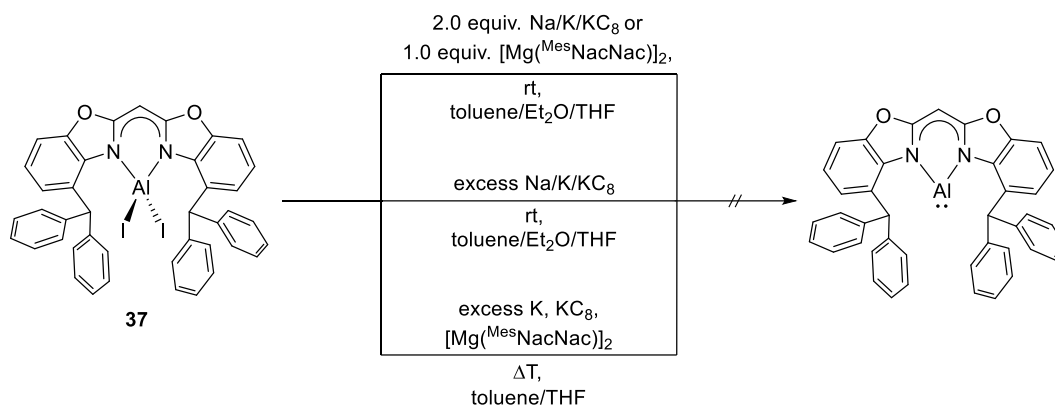 2.0 equiv. Na/K/KC₈ or
1.0 equiv. [Mg(ᴹᵉˢNacNac)]₂,
rt,
toluene/Et₂O/THF
excess Na/K/KC₈
rt,
toluene/Et₂O/THF
excess K, KC₈,
[Mg(ᴹᵉˢNacNac)]₂
ΔT,
toluene/THF
O O
N N
Al
I I
37
//
O O
N N
Al
••